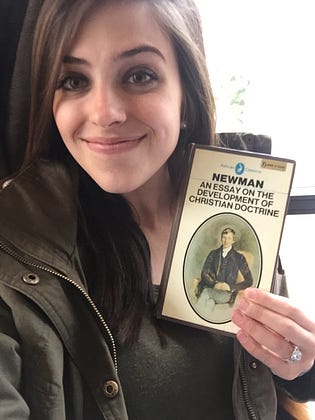 NEWMAN
AN ESSAY ON THE
DEVELOPMENT OF
CHRISTIAN DOCTRINE